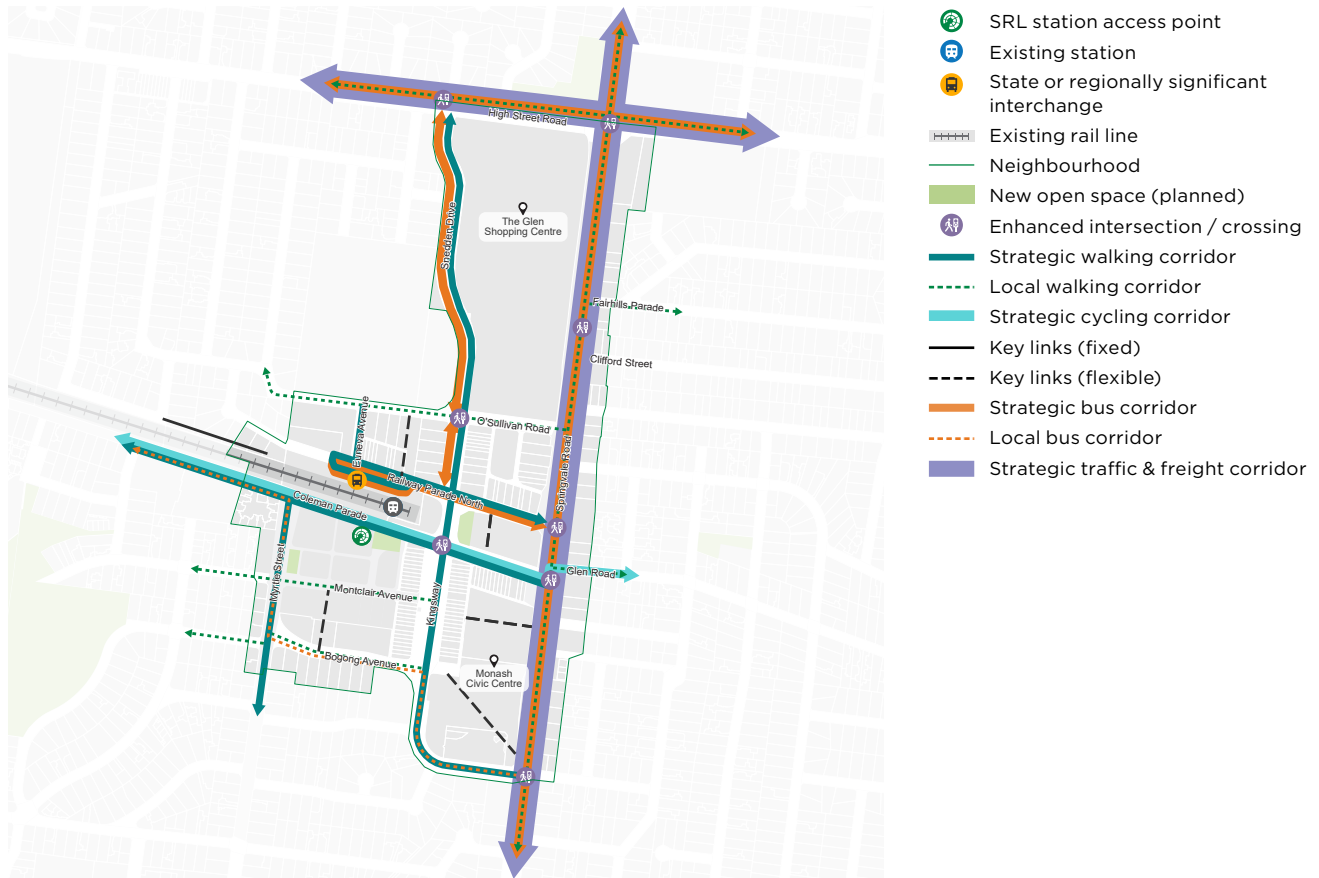 High Street Road
The Glen
Shopping Centre
Snedden Drive
Fairhills Parade
Clifford Street
Euneva Avenue
O'Sullivan Road
Springvale Road
Railway Parade North
Coleman Parade
Glen Road
Myrtle Street
Montclair Avenue
Kingsway
Bogong Avenue
Monash
Civic Centre
SRL station access point
Existing station
State or regionally significant
interchange
Existing rail line
Neighbourhood
New open space (planned)
Enhanced intersection / crossing
Strategic walking corridor
Local walking corridor
Strategic cycling corridor
Key links (fixed)
Key links (flexible)
Strategic bus corridor
Local bus corridor
Strategic traffic & freight corridor